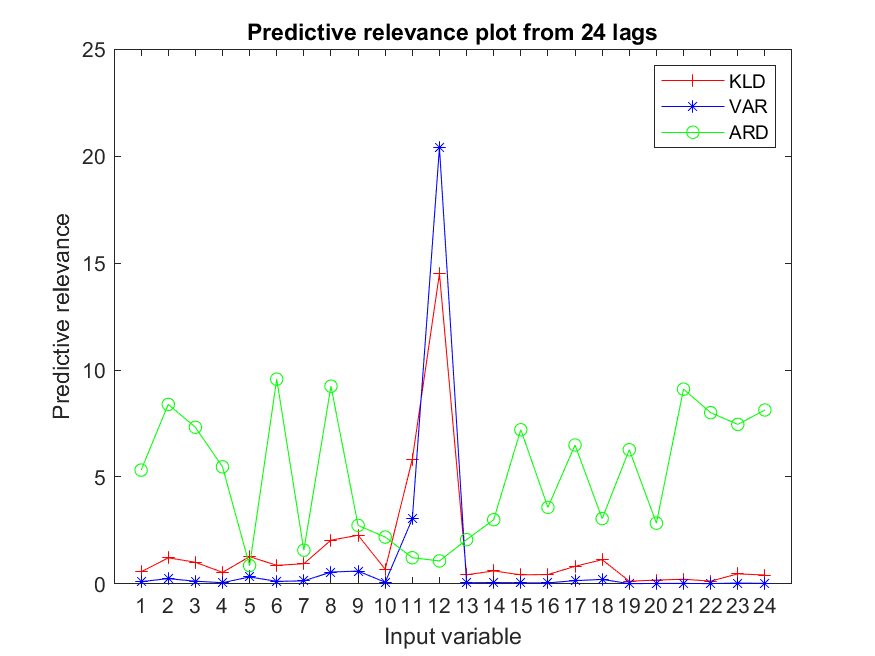 Predictive relevance plot from 24 lags
25
KLD
VAR
ARD
20
15
10
5
0
Predictive relevance
1 2 3 4 5 6 7 8 9 10 11 12 13 14 15 16 17 18 19 20 21 22 23 24
Input variable